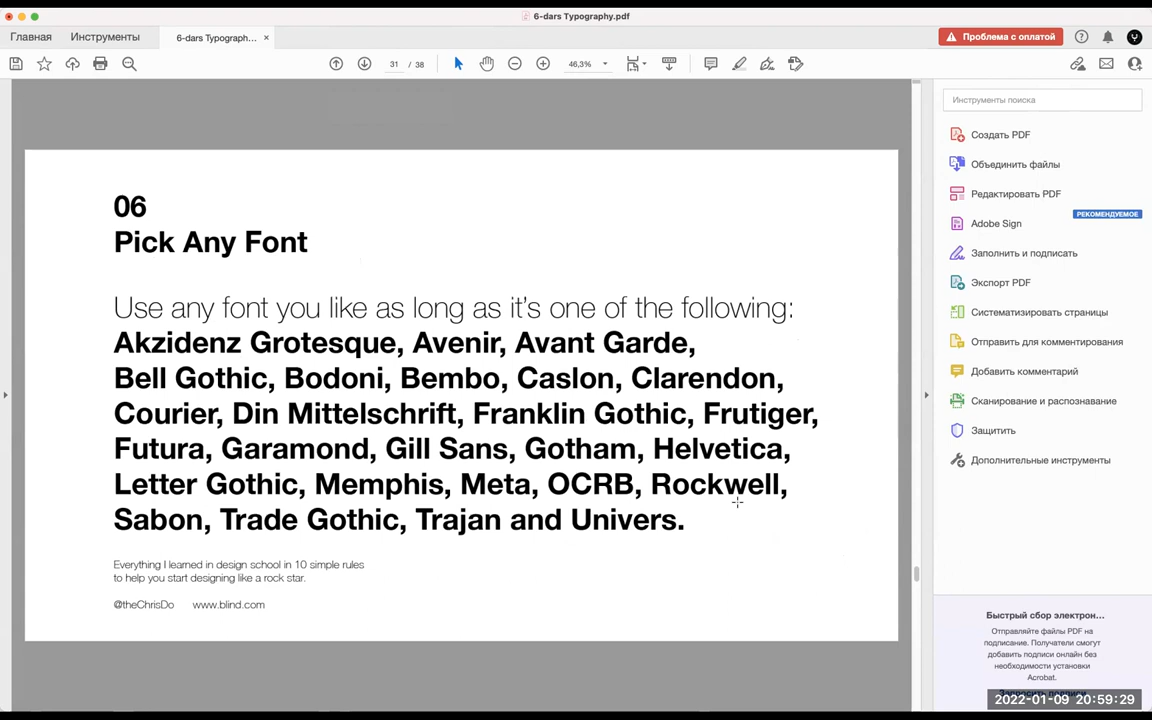 6-dars Typography.pdf
Главная
Инструменты
6-dars Typograph...
Проблема с оплатой
31 / 38
46,3%
06
Pick Any Font
Use any font you like as long as it's one of the following:
Akzidenz Grotesque, Avenir, Avant Garde,
Bell Gothic, Bodoni, Bembo, Caslon, Clarendon,
Courier, Din Mittelschrift, Franklin Gothic, Frutiger,
Futura, Garamond, Gill Sans, Gotham, Helvetica,
Letter Gothic, Memphis, Meta, OCRB, Rockwell,
Sabon, Trade Gothic, Trajan and Univers.
Everything I learned in design school in 10 simple rules
to help you start designing like a rock star.
@theChrisDo www.blind.com
Инструменты поиска
Создать PDF
Объединить файлы
Редактировать PDF
РЕКОМЕНДУЕМОЕ
Adobe Sign
Заполнить и подписать
Экспорт PDF
Систематизировать страницы
Отправить для комментирования
Добавить комментарий
Сканирование и распознавание
Защитить
Дополнительные инструменты
Быстрый сбор электрон...
Отправляйте файлы PDF на
подписание. Получатели смогут
добавить подписи онлайн без
необходимости установки
Acrobat.
2022-01-09 20:59:29